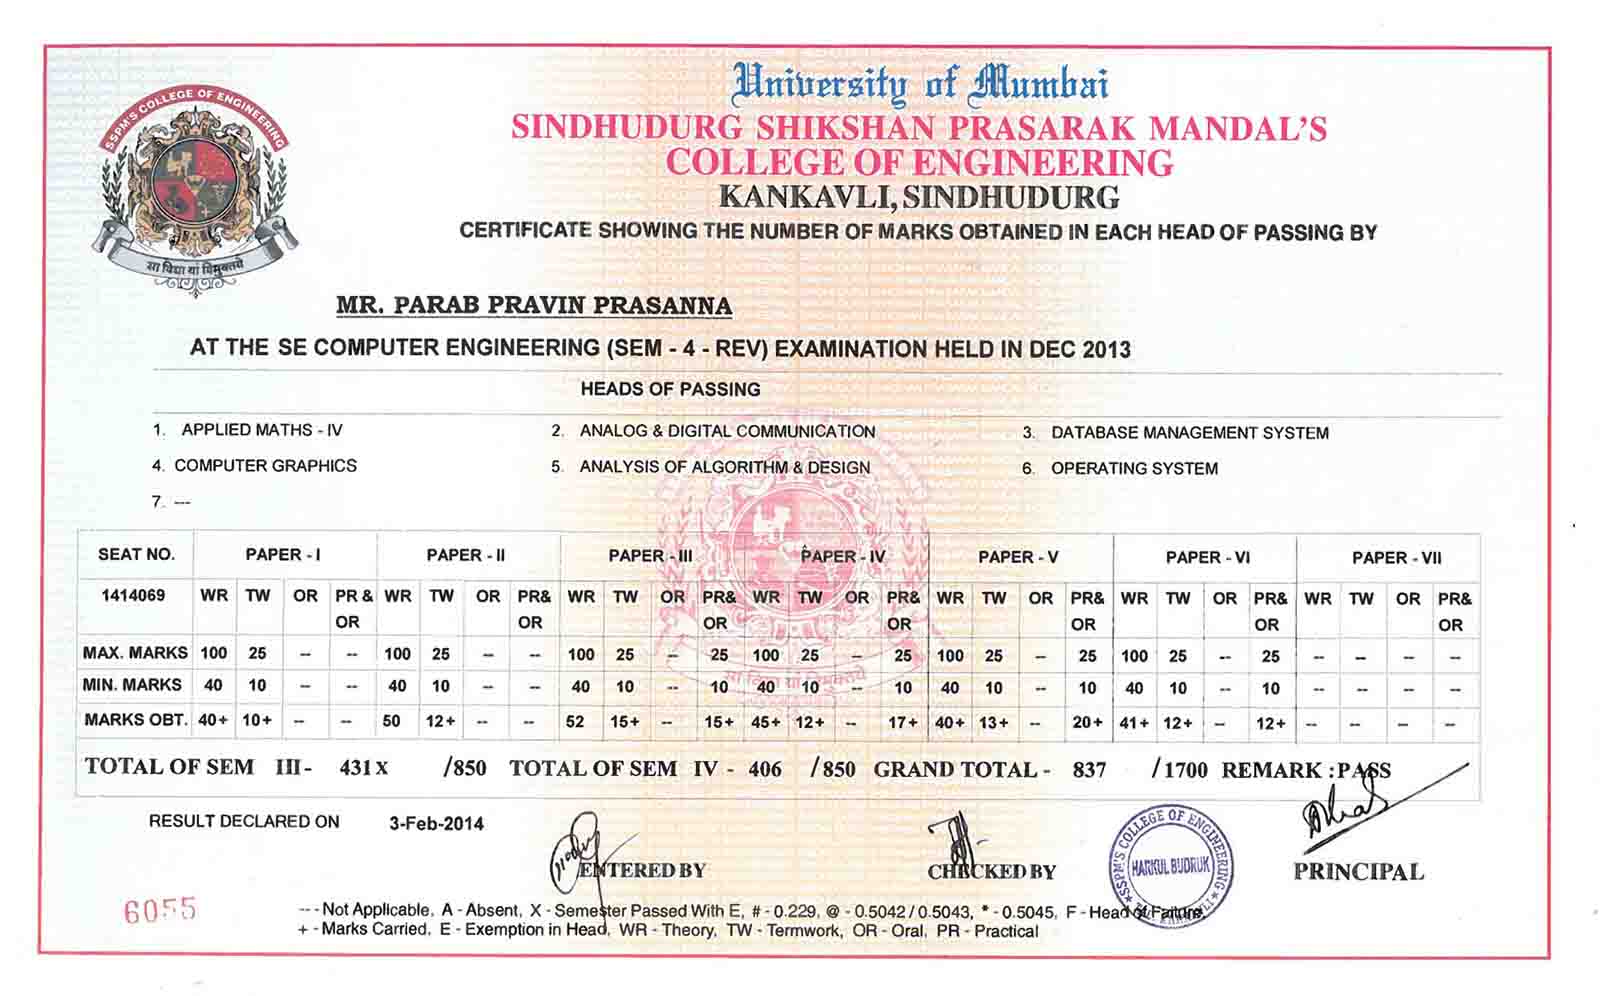 SSPM'S COLLEGE OF ENGINEERING
सा विद्या या विमुक्तये
University of Mumbai
SINDHUDURG SHIKSHAN PRASARAK MANDAL'S
COLLEGE OF ENGINEERING
KANKAVLI, SINDHUDURG
CERTIFICATE SHOWING THE NUMBER OF MARKS OBTAINED IN EACH HEAD OF PASSING BY
MR. PARAB PRAVIN PRASANNA
AT THE SE COMPUTER ENGINEERING (SEM - 4 - REV) EXAMINATION HELD IN DEC 2013
HEADS OF PASSING
1. APPLIED MATHS - IV 2. ANALOG & DIGITAL COMMUNICATION 3. DATABASE MANAGEMENT SYSTEM
4. COMPUTER GRAPHICS 5. ANALYSIS OF ALGORITHM & DESIGN 6. OPERATING SYSTEM
7. ---
SEAT NO. PAPER - I PAPER - II PAPER - III PAPER - IV PAPER - V PAPER - VI PAPER - VII
1414069 WR TW OR PR & OR WR TW OR PR& OR WR TW OR PR& OR WR TW OR PR& OR WR TW OR PR& OR WR TW OR PR& OR WR TW OR PR& OR
MAX. MARKS 100 25 -- -- 100 25 -- -- 100 25 -- 25 100 25 -- 25 100 25 -- 25 100 25 -- 25 -- -- -- --
MIN. MARKS 40 10 -- -- 40 10 -- -- 40 10 -- 10 40 10 -- 10 40 10 -- 10 40 10 -- 10 -- -- -- --
MARKS OBT. 40+ 10+ -- -- 50 12+ -- -- 52 15+ -- 15+ 45+ 12+ -- 17+ 40+ 13+ -- 20+ 41+ 12+ -- 12+ -- -- -- --
TOTAL OF SEM III- 431X /850 TOTAL OF SEM IV - 406 /850 GRAND TOTAL - 837 /1700 REMARK : PASS
RESULT DECLARED ON 3-Feb-2014
ENTERED BY CHECKED BY PRINCIPAL
SSPM'S COLLEGE OF ENGINEERING
HARKUL BUDRUK
6055
--- Not Applicable, A - Absent, X - Semester Passed With E, # - 0.229, @ - 0.5042 / 0.5043, * - 0.5045, F - Head of Failure,
+ - Marks Carried, E - Exemption in Head, WR - Theory, TW - Termwork, OR - Oral, PR - Practical